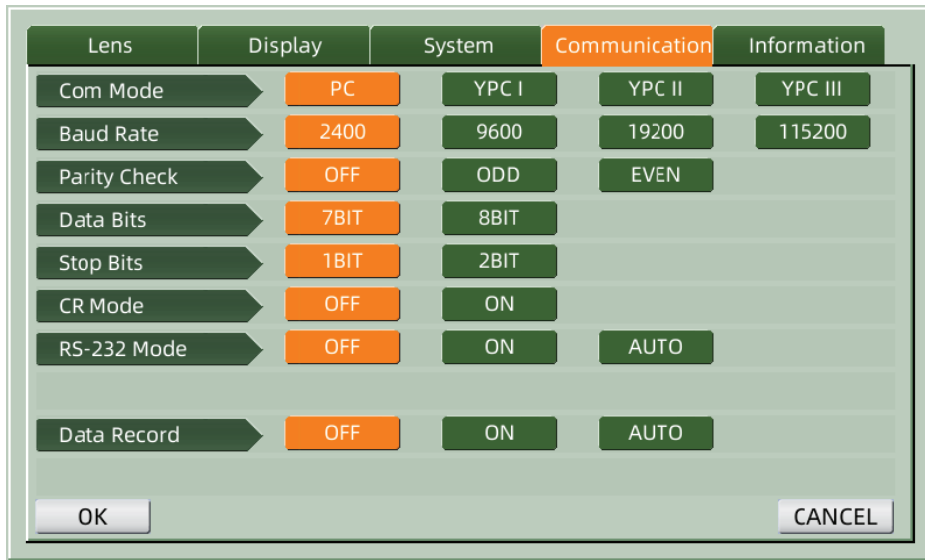 Lens Display System Communication Information
Com Mode PC YPC I YPC II YPC III
Baud Rate 2400 9600 19200 115200
Parity Check OFF ODD EVEN
Data Bits 7BIT 8BIT
Stop Bits 1BIT 2BIT
CR Mode OFF ON
RS-232 Mode OFF ON AUTO
Data Record OFF ON AUTO
OK CANCEL